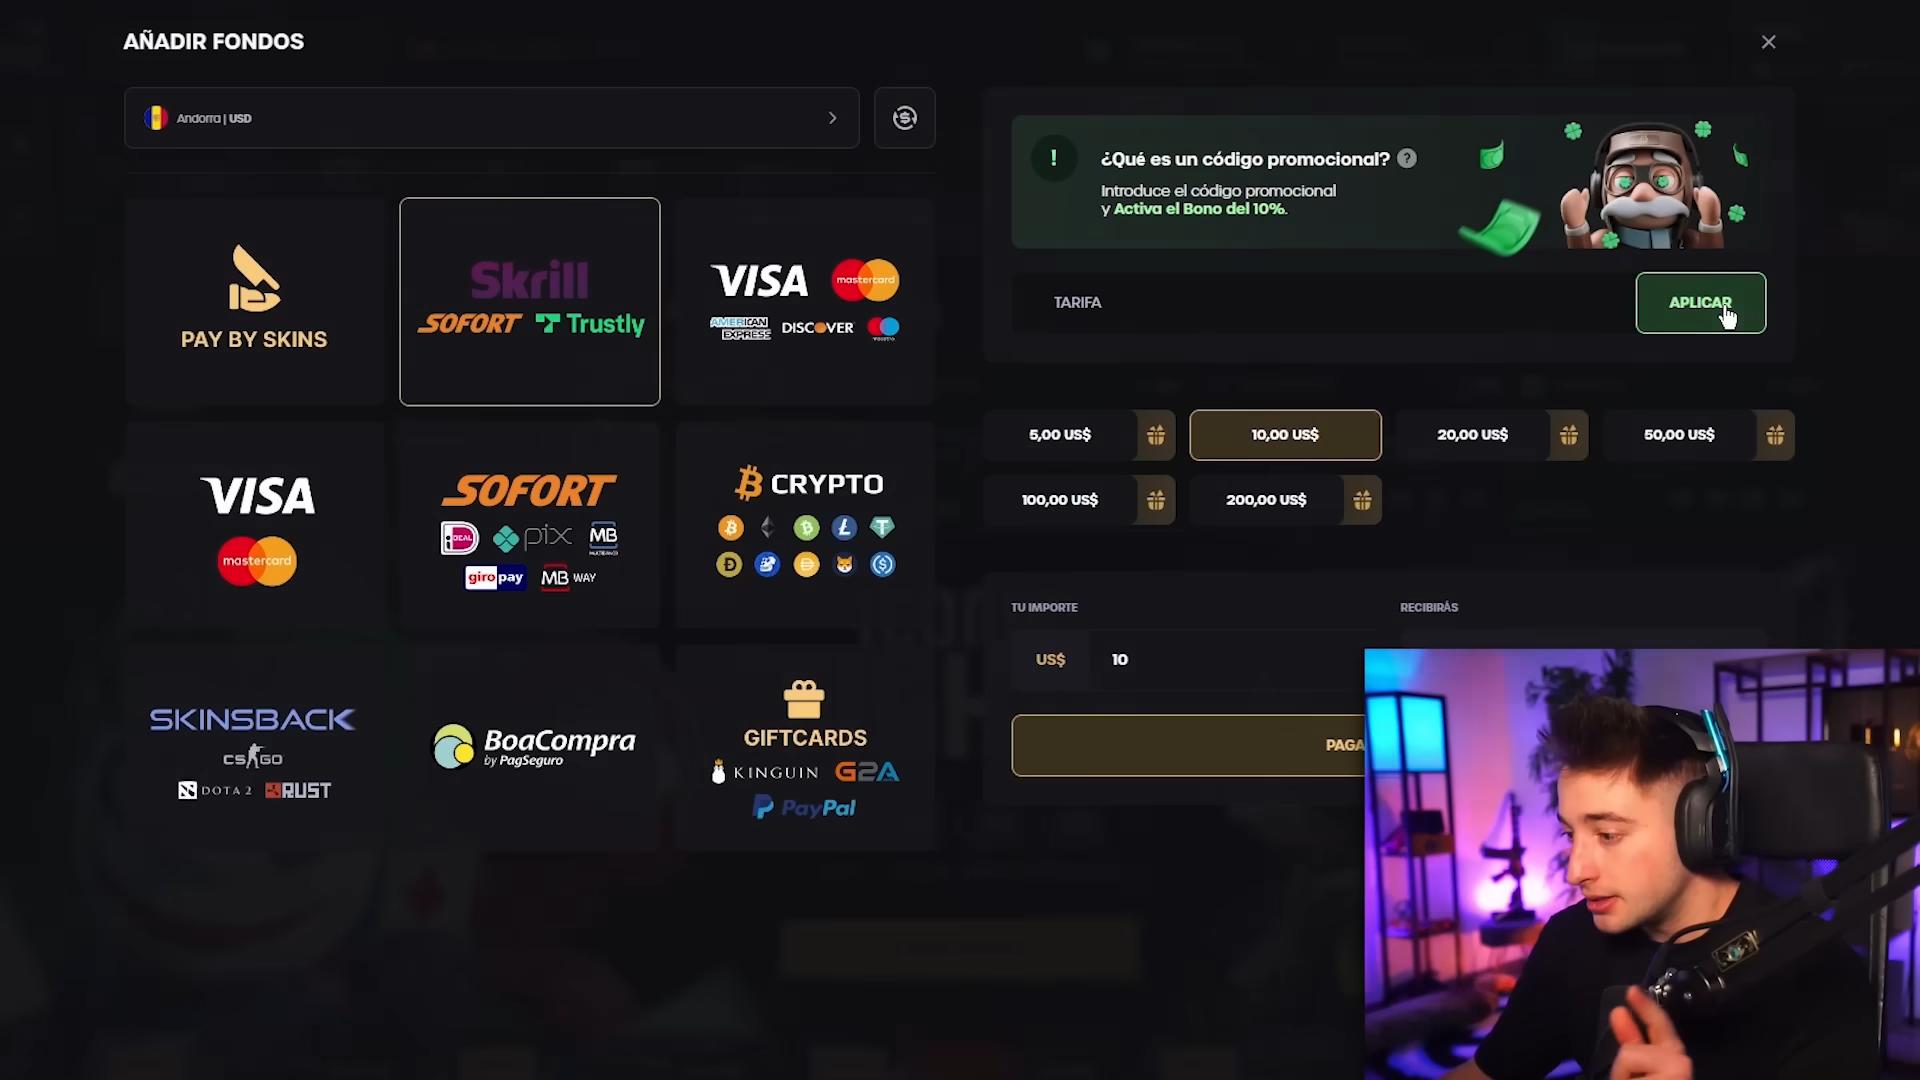 AÑADIR FONDOS
Andorra | USD
PAY BY SKINS
Skrill
SOFORT Trustly
VISA mastercard
AMERICAN EXPRESS DISCOVER maestro
VISA
mastercard
SOFORT
iDEAL pix MB MULTIBANCO
giropay MB WAY
CRYPTO
SKINSBACK
CS GO
DOTA 2 RUST
BoaCompra
by PagSeguro
GIFTCARDS
KINGUIN G2A
PayPal
¿Qué es un código promocional? ?
Introduce el código promocional
y Activa el Bono del 10%.
TARIFA
APLICAR
5,00 US$ 10,00 US$ 20,00 US$ 50,00 US$
100,00 US$ 200,00 US$
TU IMPORTE RECIBIRÁS
US$ 10
PAGA